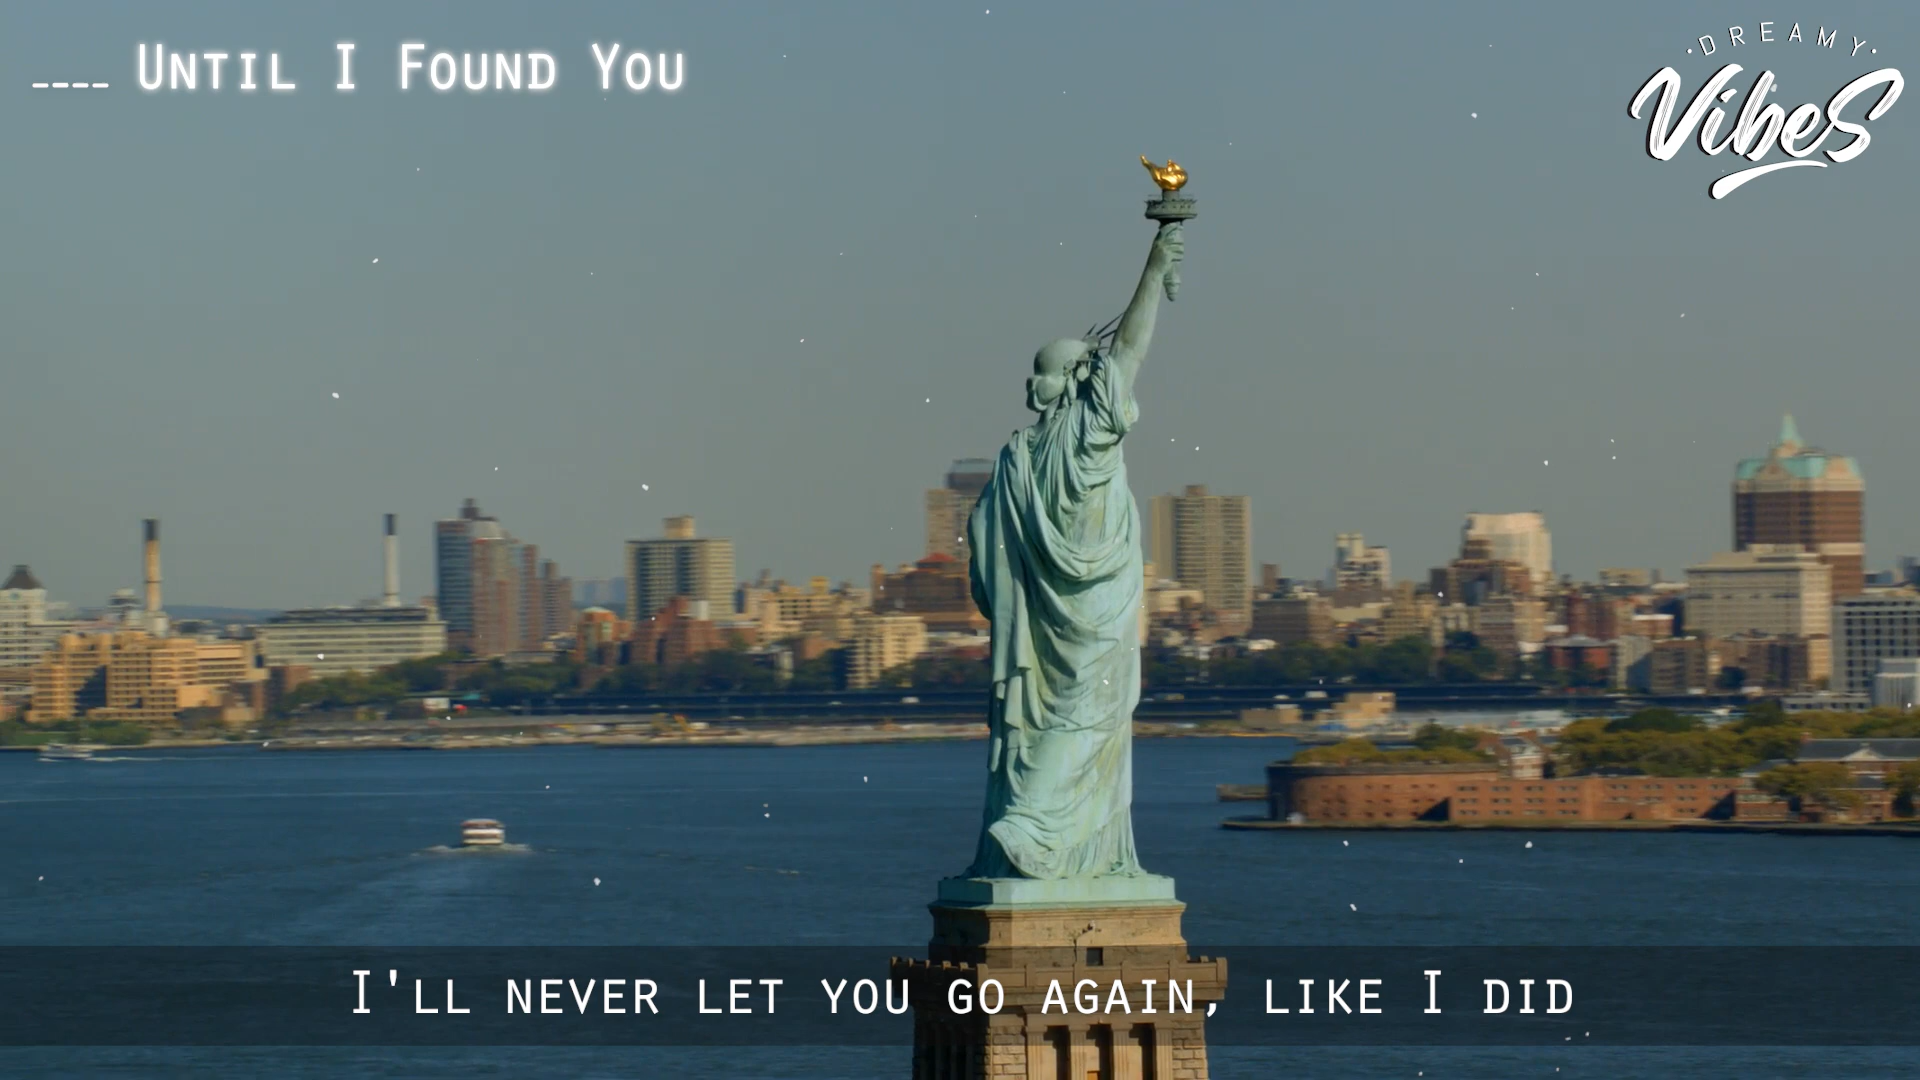 ---- Until I Found You
DREAMY
Vibes
I'LL NEVER LET YOU GO AGAIN, LIKE I DID